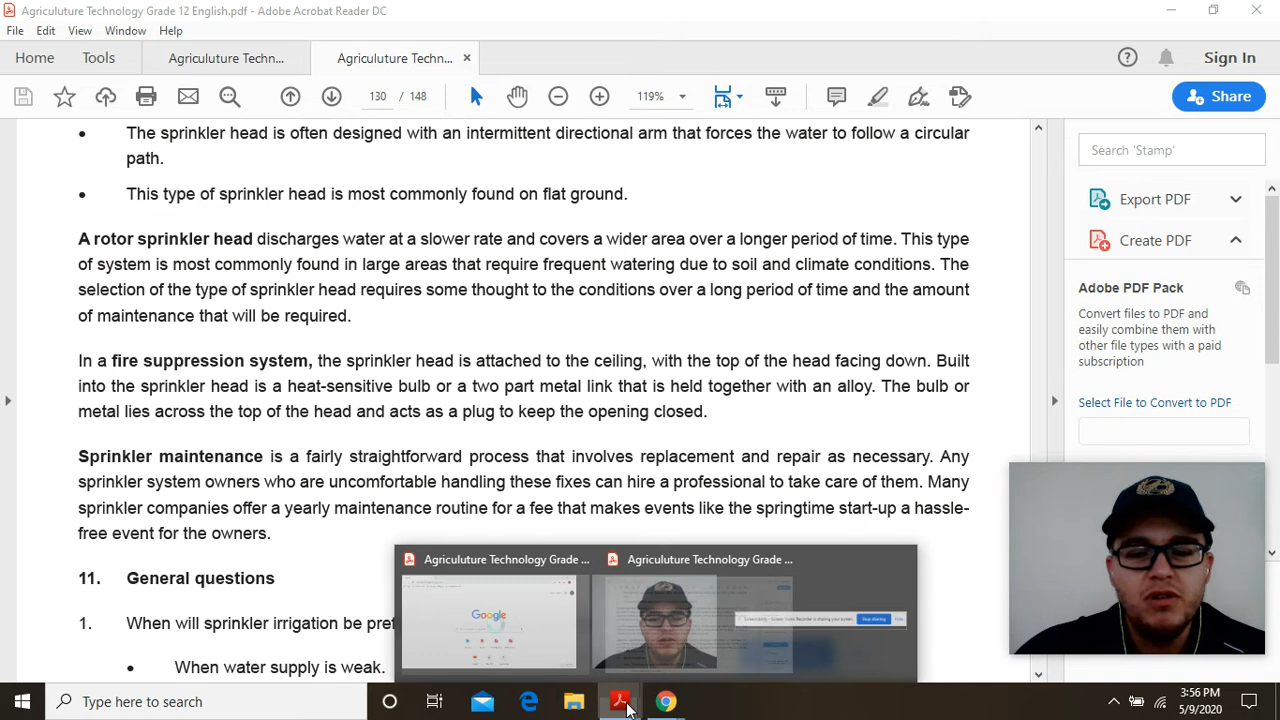 Agriculuture Technology Grade 12 English.pdf - Adobe Acrobat Reader DC
File Edit View Window Help
Home Tools Agriculuture Techn... Agriculuture Techn... × Sign In
130 / 148 119% Share
The sprinkler head is often designed with an intermittent directional arm that forces the water to follow a circular
path.
• This type of sprinkler head is most commonly found on flat ground.
A rotor sprinkler head discharges water at a slower rate and covers a wider area over a longer period of time. This type
of system is most commonly found in large areas that require frequent watering due to soil and climate conditions. The
selection of the type of sprinkler head requires some thought to the conditions over a long period of time and the amount
of maintenance that will be required.
In a fire suppression system, the sprinkler head is attached to the ceiling, with the top of the head facing down. Built
into the sprinkler head is a heat-sensitive bulb or a two part metal link that is held together with an alloy. The bulb or
metal lies across the top of the head and acts as a plug to keep the opening closed.
Sprinkler maintenance is a fairly straightforward process that involves replacement and repair as necessary. Any
sprinkler system owners who are uncomfortable handling these fixes can hire a professional to take care of them. Many
sprinkler companies offer a yearly maintenance routine for a fee that makes events like the springtime start-up a hassle-
free event for the owners.
11. General questions
1. When will sprinkler irrigation be pref
• When water supply is weak.
Search 'Stamp'
Export PDF
Create PDF
Adobe PDF Pack
Convert files to PDF and
easily combine them with
other file types with a paid
subscription
Select File to Convert to PDF
Agriculuture Technology Grade ... Agriculuture Technology Grade ...
Google
Stop sharing
Hide
Type here to search
3:56 PM
5/9/2020